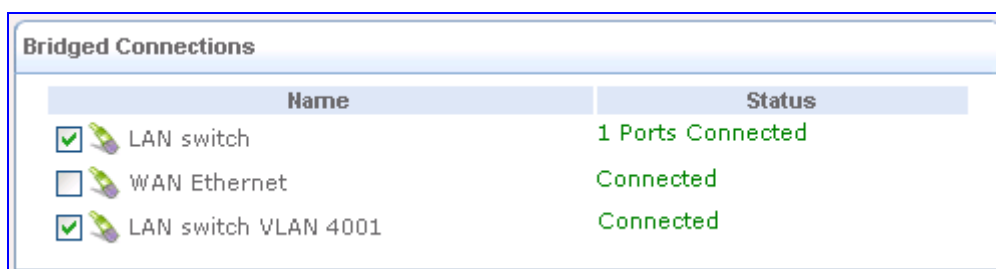 Bridged Connections
Name Status
LAN switch 1 Ports Connected
WAN Ethernet Connected
LAN switch VLAN 4001 Connected